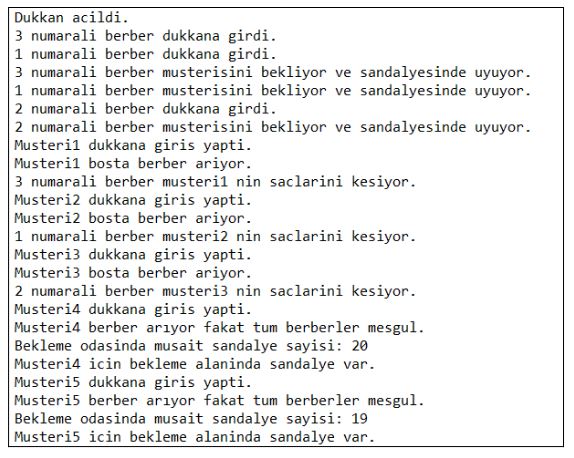 Dukkan acildi.
3 numarali berber dukkana girdi.
1 numarali berber dukkana girdi.
3 numarali berber musterisini bekliyor ve sandalyesinde uyuyor.
1 numarali berber musterisini bekliyor ve sandalyesinde uyuyor.
2 numarali berber dukkana girdi.
2 numarali berber musterisini bekliyor ve sandalyesinde uyuyor.
Musteri1 dukkana giris yapti.
Musteri1 bosta berber ariyor.
3 numarali berber musteri1 nin saclarini kesiyor.
Musteri2 dukkana giris yapti.
Musteri2 bosta berber ariyor.
1 numarali berber musteri2 nin saclarini kesiyor.
Musteri3 dukkana giris yapti.
Musteri3 bosta berber ariyor.
2 numarali berber musteri3 nin saclarini kesiyor.
Musteri4 dukkana giris yapti.
Musteri4 berber arıyor fakat tum berberler mesgul.
Bekleme odasinda musait sandalye sayisi: 20
Musteri4 icin bekleme alaninda sandalye var.
Musteri5 dukkana giris yapti.
Musteri5 berber arıyor fakat tum berberler mesgul.
Bekleme odasinda musait sandalye sayisi: 19
Musteri5 icin bekleme alaninda sandalye var.